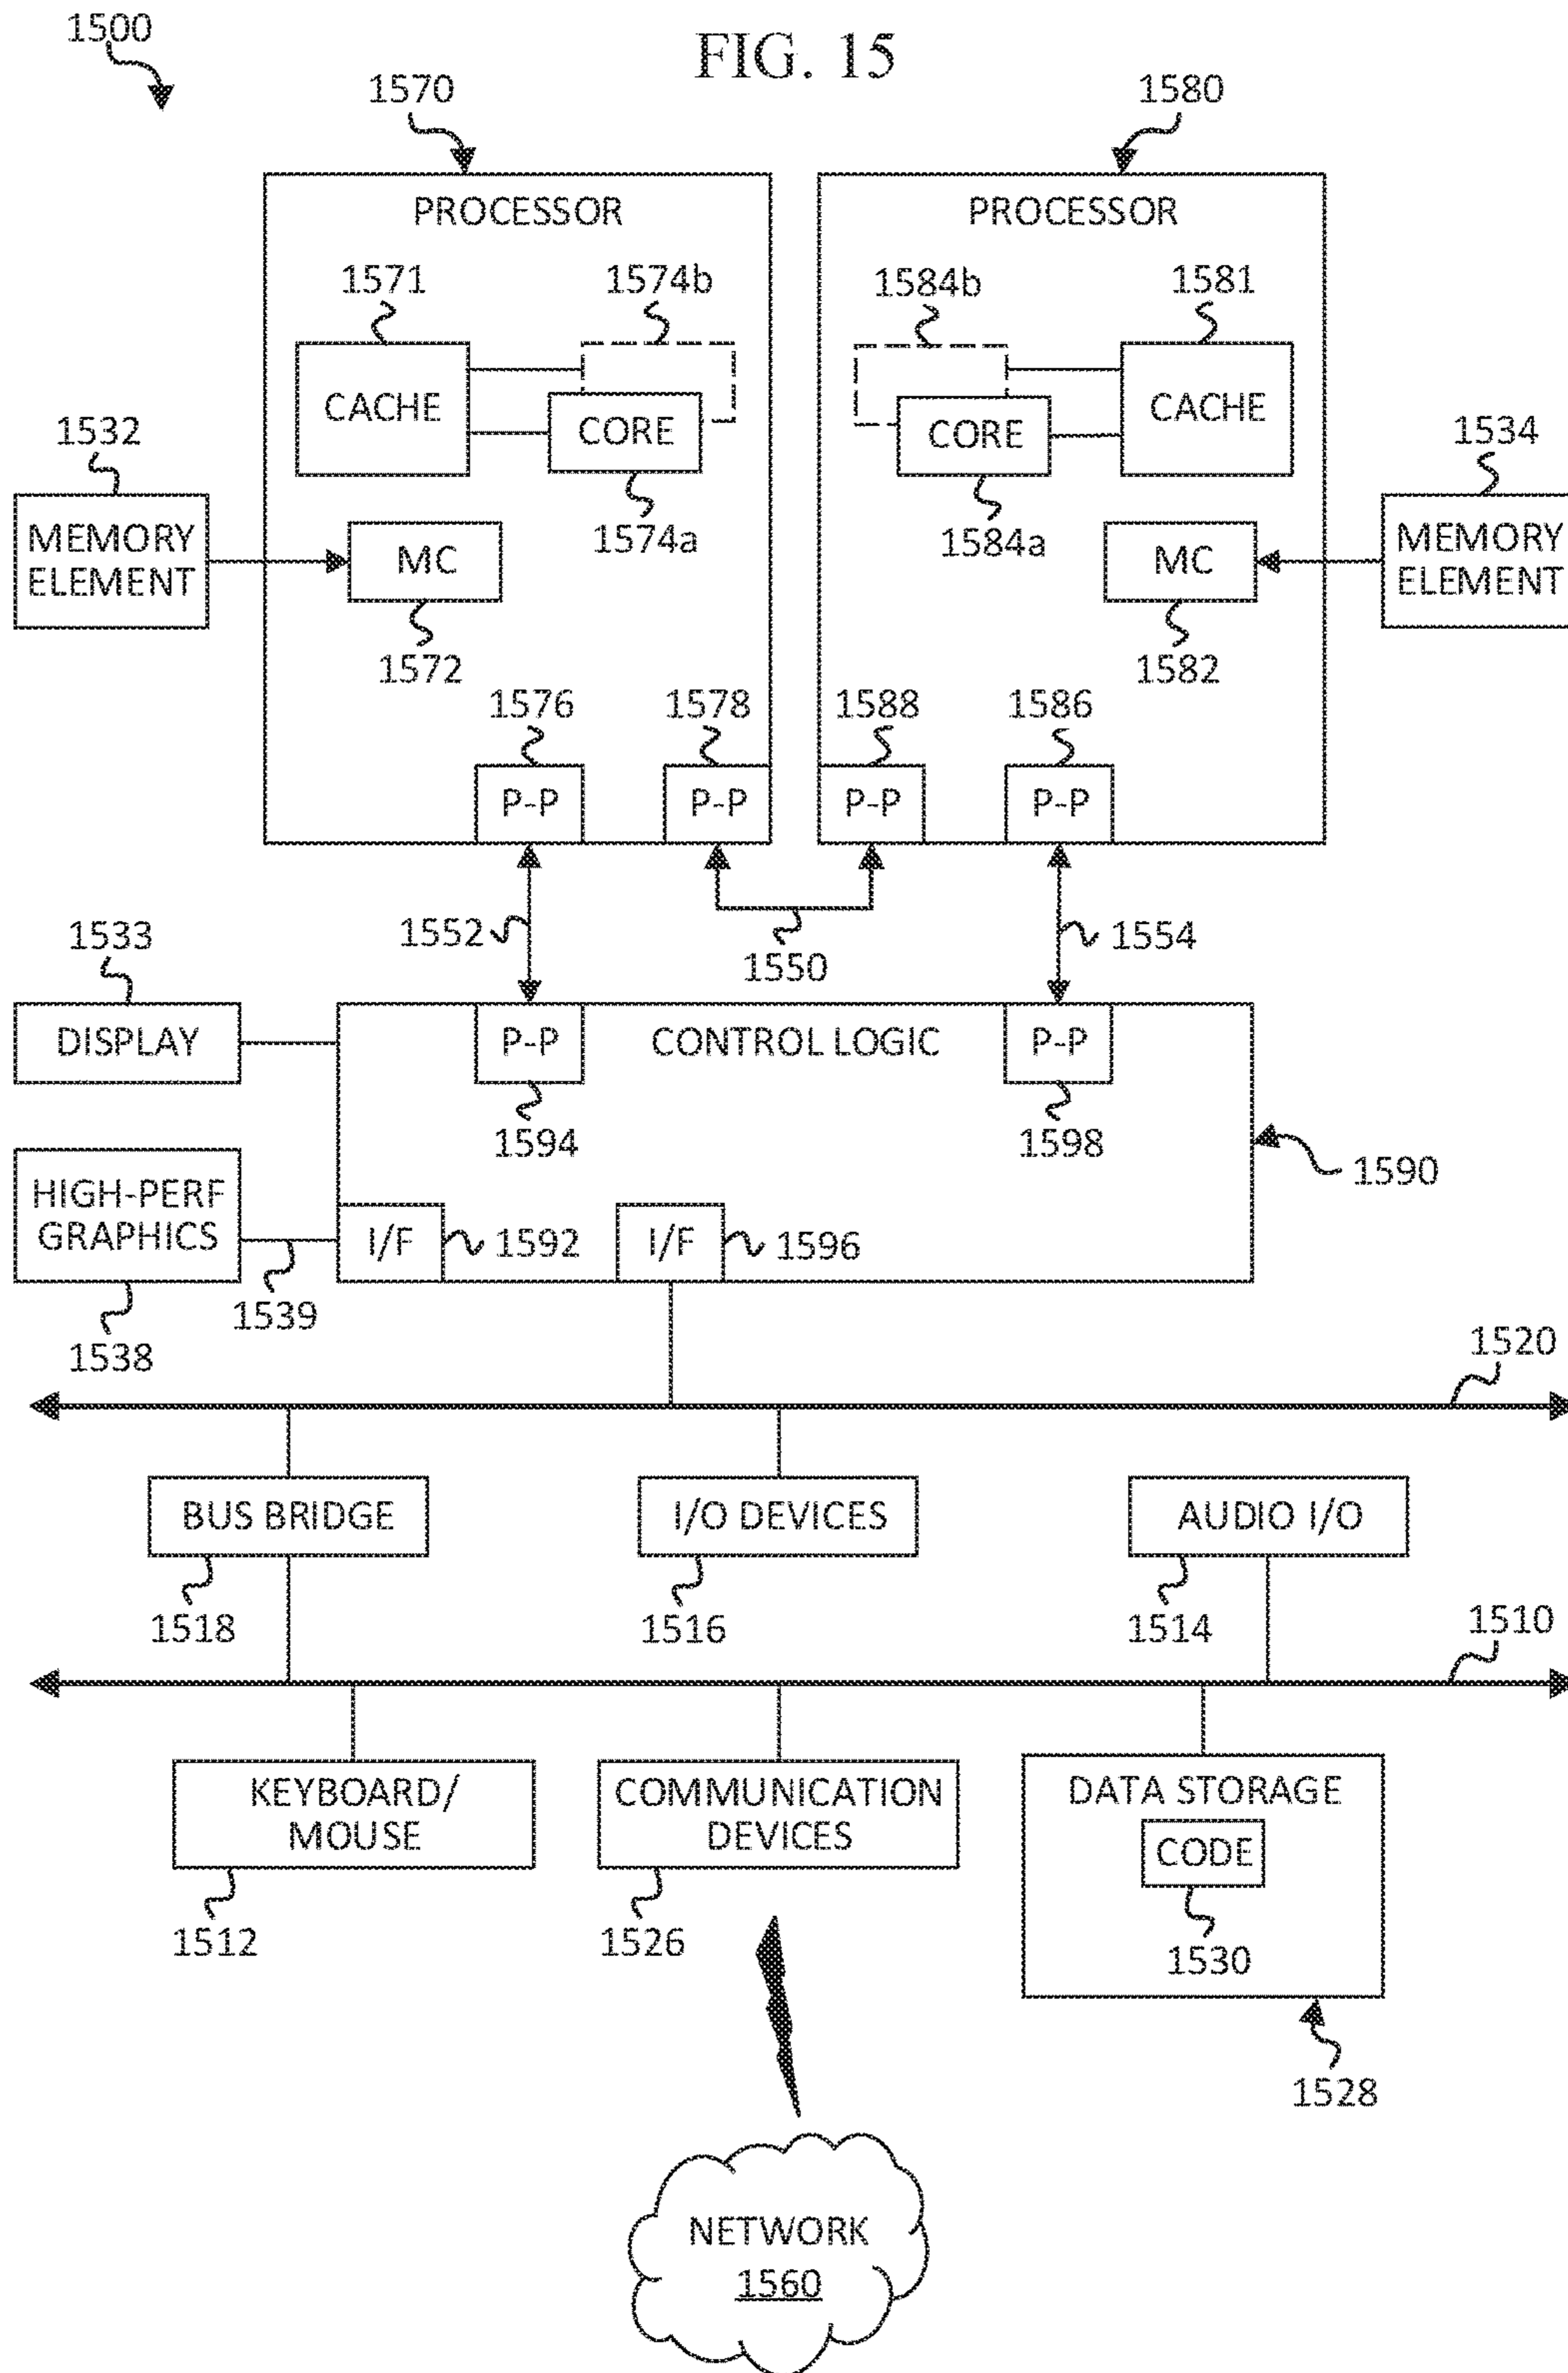 1500
FIG. 15
1570
1580
PROCESSOR
PROCESSOR
1571
1574b
1584b
1581
CACHE
CORE
CORE
CACHE
1532
1534
1574a
1584a
MEMORY
ELEMENT
MC
MC
MEMORY
ELEMENT
1572
1582
1576
1578
1588
1586
P-P
P-P
P-P
P-P
1552
1550
1554
1533
DISPLAY
P-P
CONTROL LOGIC
P-P
1594
1598
1590
HIGH-PERF
GRAPHICS
I/F
1592
I/F
1596
1539
1538
1520
BUS BRIDGE
I/O DEVICES
AUDIO I/O
1518
1516
1514
1510
KEYBOARD/
MOUSE
COMMUNICATION
DEVICES
DATA STORAGE
CODE
1512
1526
1530
1528
NETWORK
1560